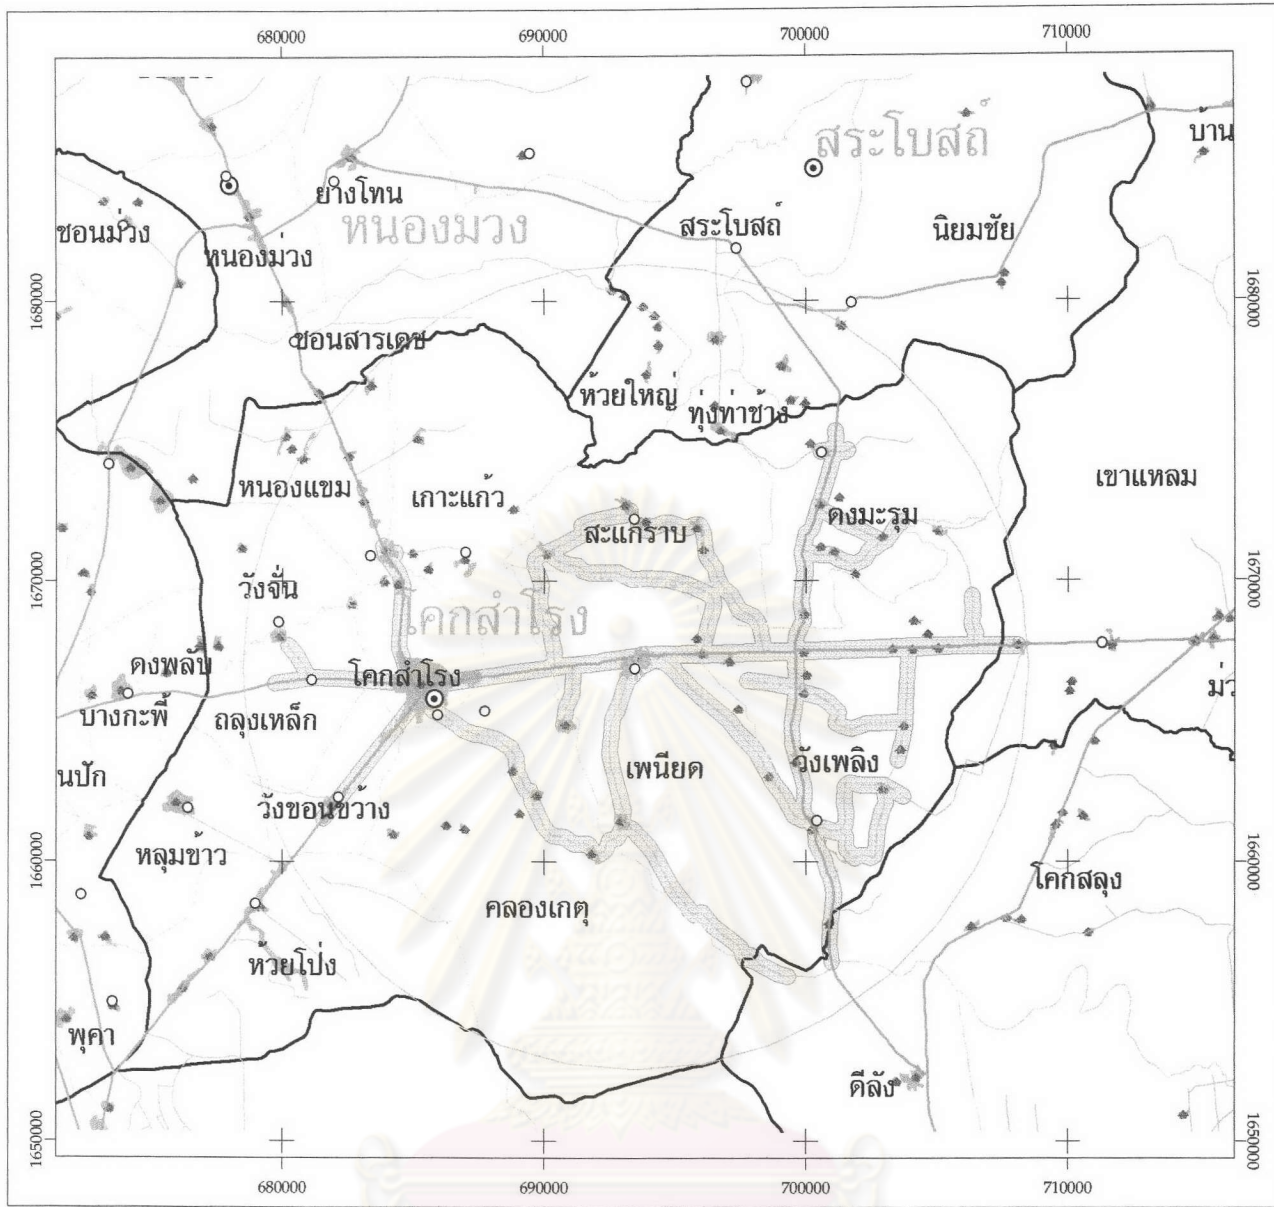 680000
690000
700000
710000
สระโบสถ์
บ้าน
ยางโทน
หนองม่วง
สระโบสถ์
นิยมชัย
ชอนม่วง
หนองม่วง
1680000
1680000
ชอนสารเดช
ห้วยใหญ่
ทุ่งท่าช้าง
เขาแหลม
หนองแขม
เกาะแก้ว
สะแกราบ
ดงมะรุม
1670000
1670000
วังจั่น
โคกสำโรง
ดงพลับ
โคกสำโรง
ม่ว
บางกะพี้
ถลุงเหล็ก
นปัก
เพนียด
วังเพลิง
วังขอนขว้าง
หลุมข้าว
1660000
1660000
โคกสลุง
คลองเกตุ
ห้วยโป่ง
พุคา
ดีลัง
1650000
1650000
680000
690000
700000
710000